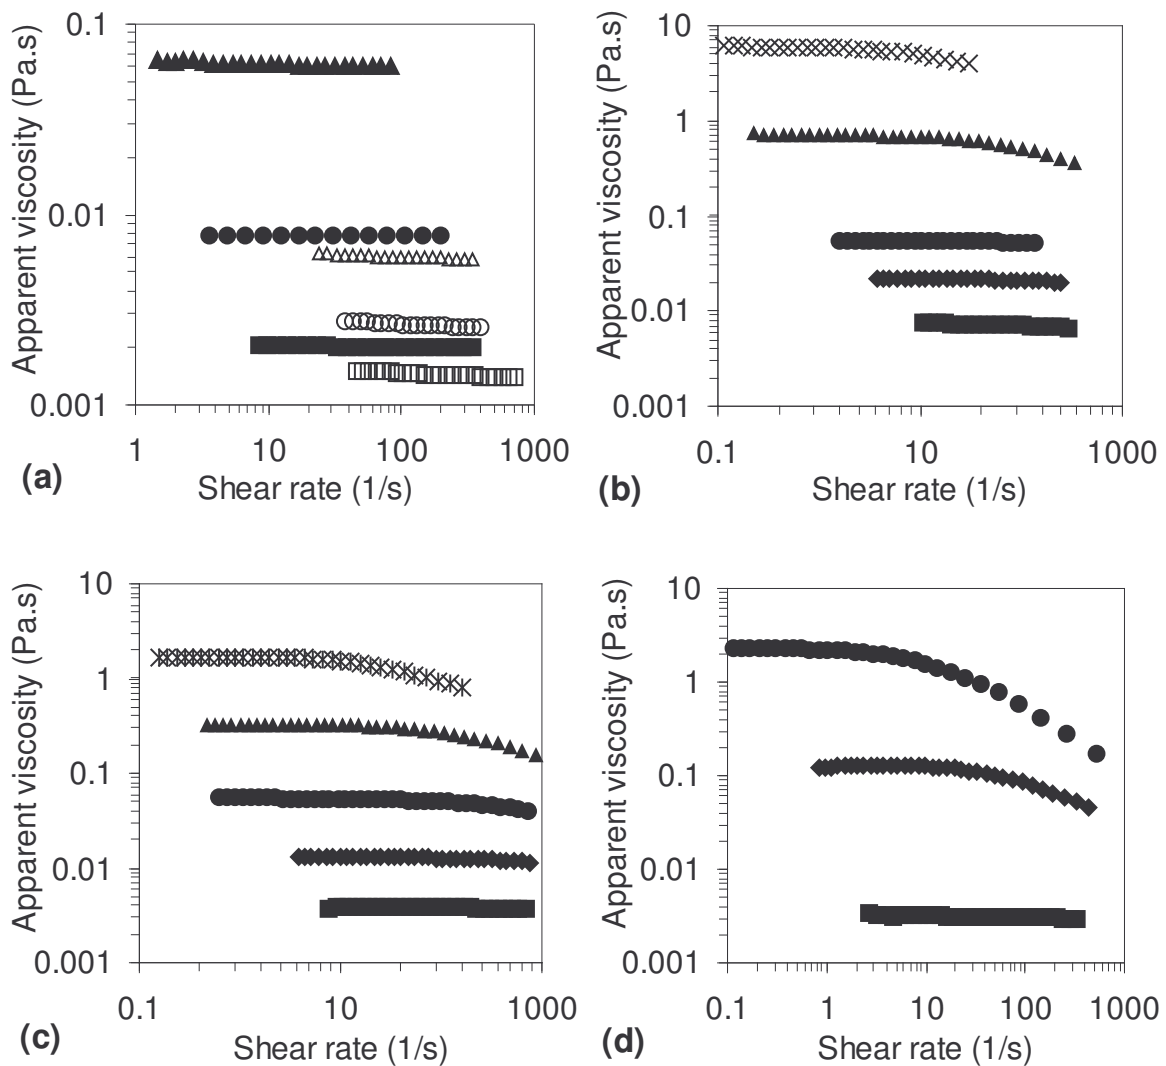 Apparent viscosity (Pa.s)
0.1
0.01
0.001
1 10 100 1000
(a)
Shear rate (1/s)
Apparent viscosity (Pa.s)
10
1
0.1
0.01
0.001
0.1 10 1000
(b)
Shear rate (1/s)
Apparent viscosity (Pa.s)
10
1
0.1
0.01
0.001
0.1 10 1000
(c)
Shear rate (1/s)
Apparent viscosity (Pa.s)
10
1
0.1
0.01
0.001
0.1 1 10 100 1000
(d)
Shear rate (1/s)